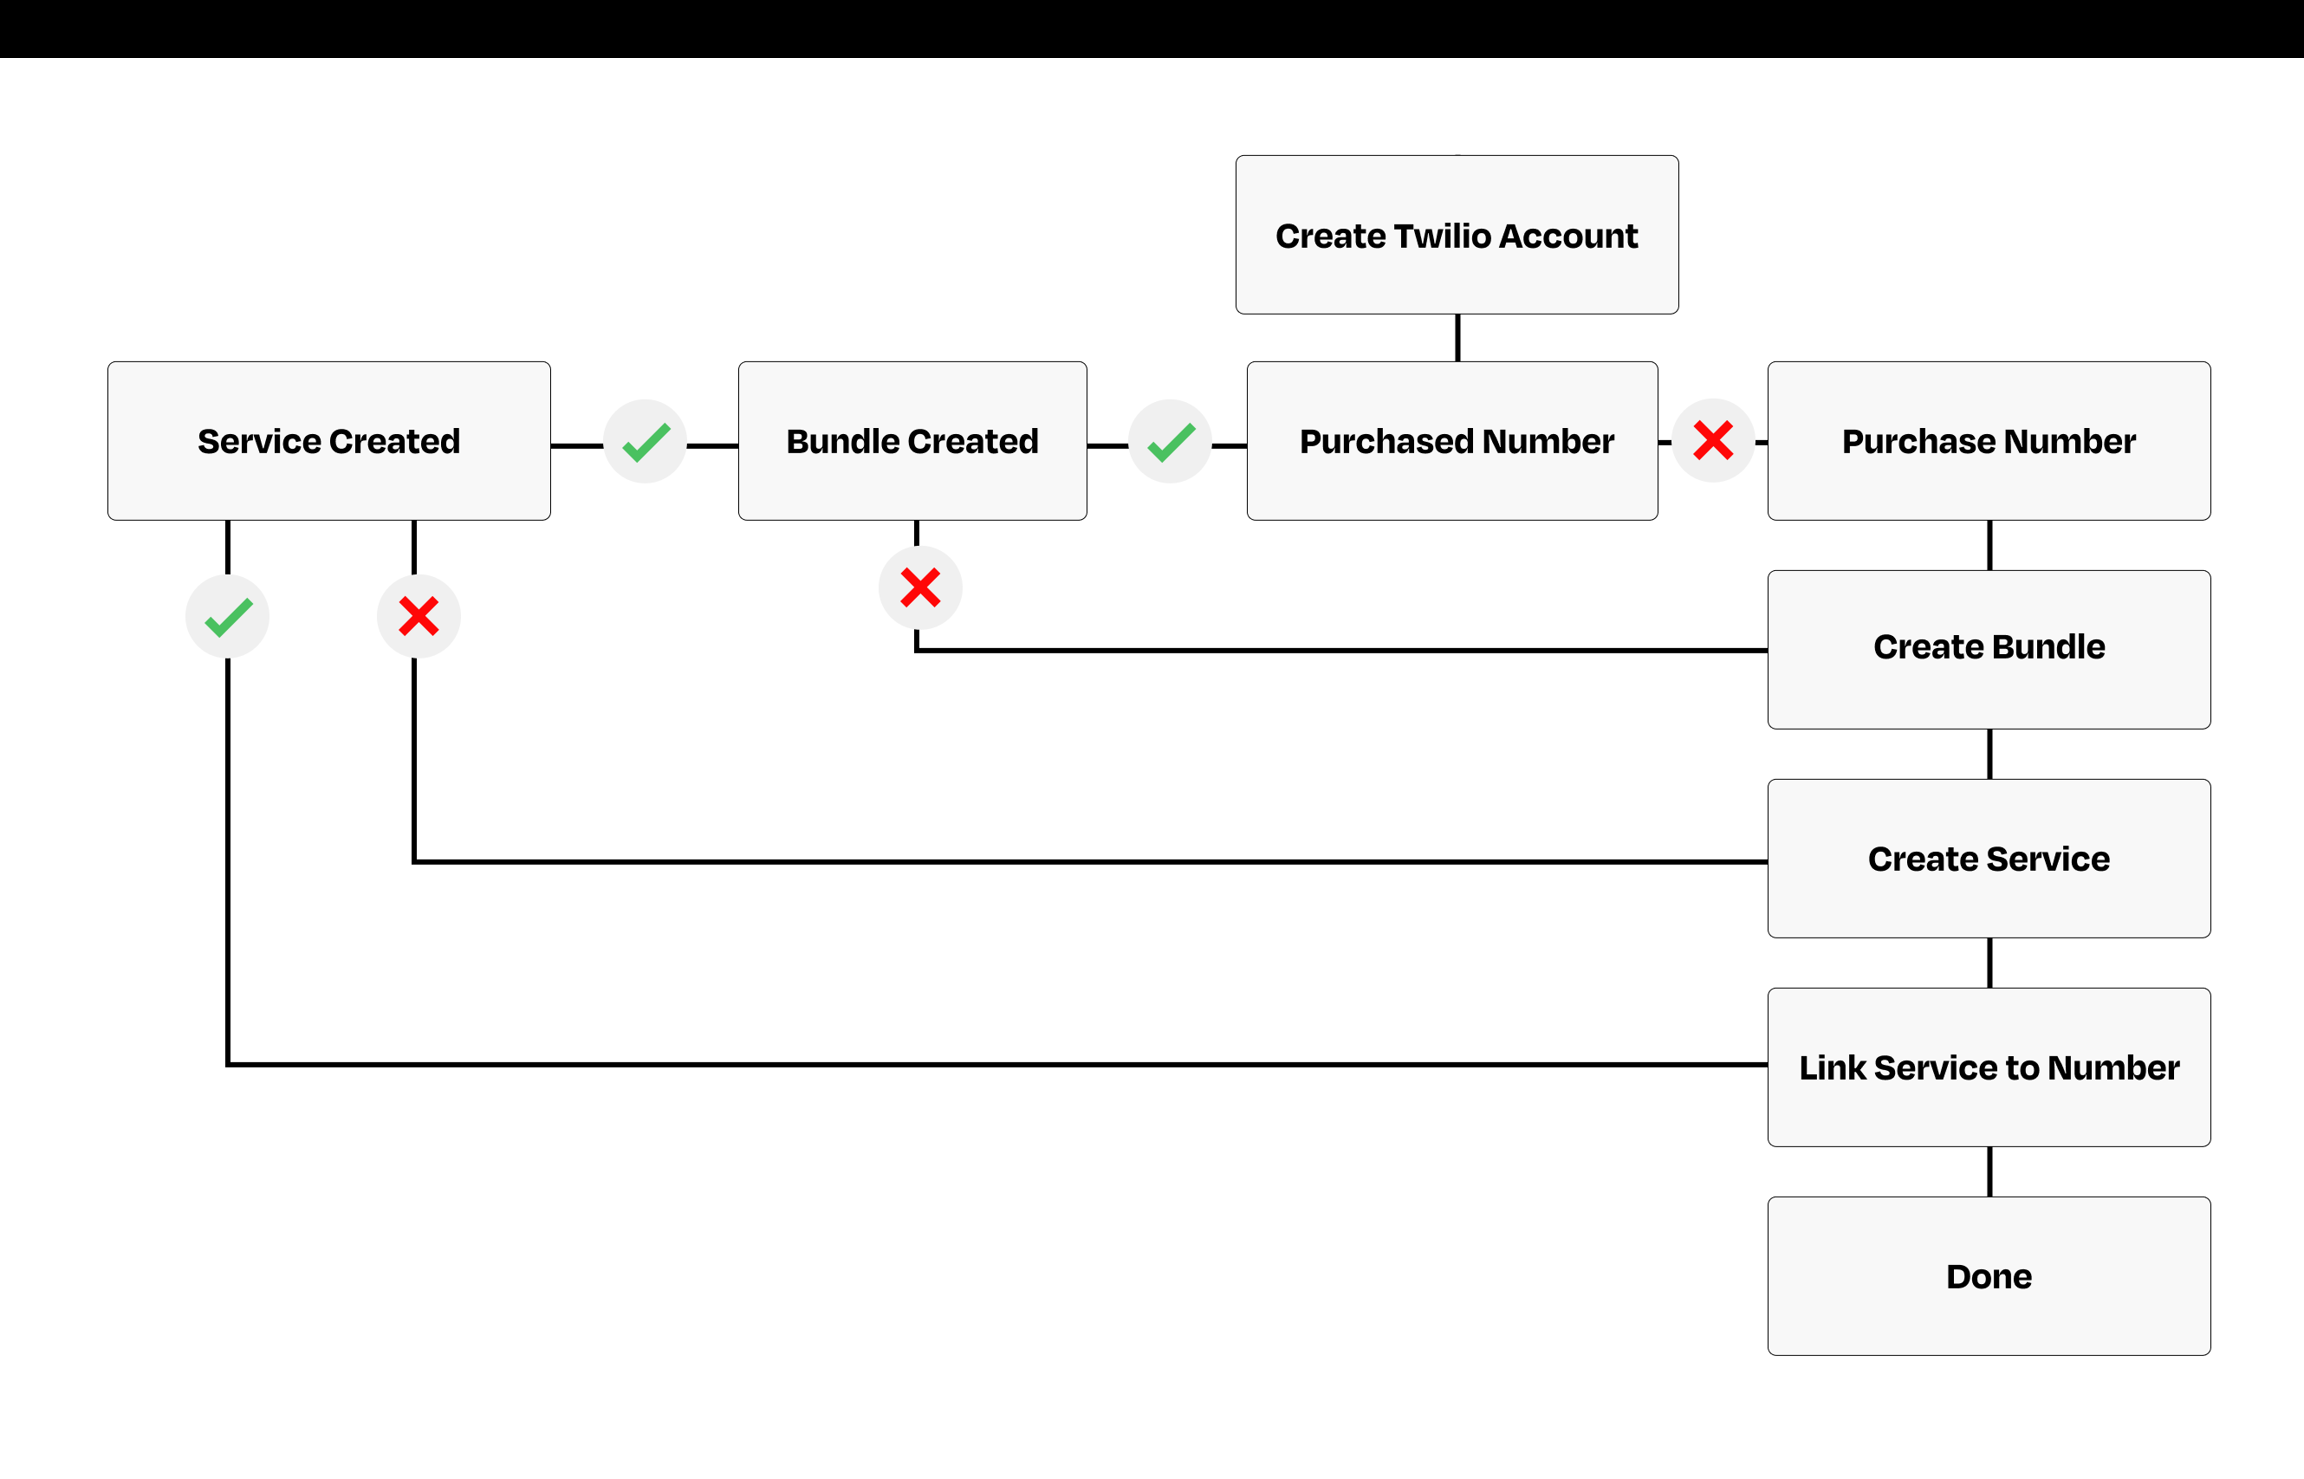 Create Twilio Account
Service Created
Bundle Created
Purchased Number
Purchase Number
Create Bundle
Create Service
Link Service to Number
Done